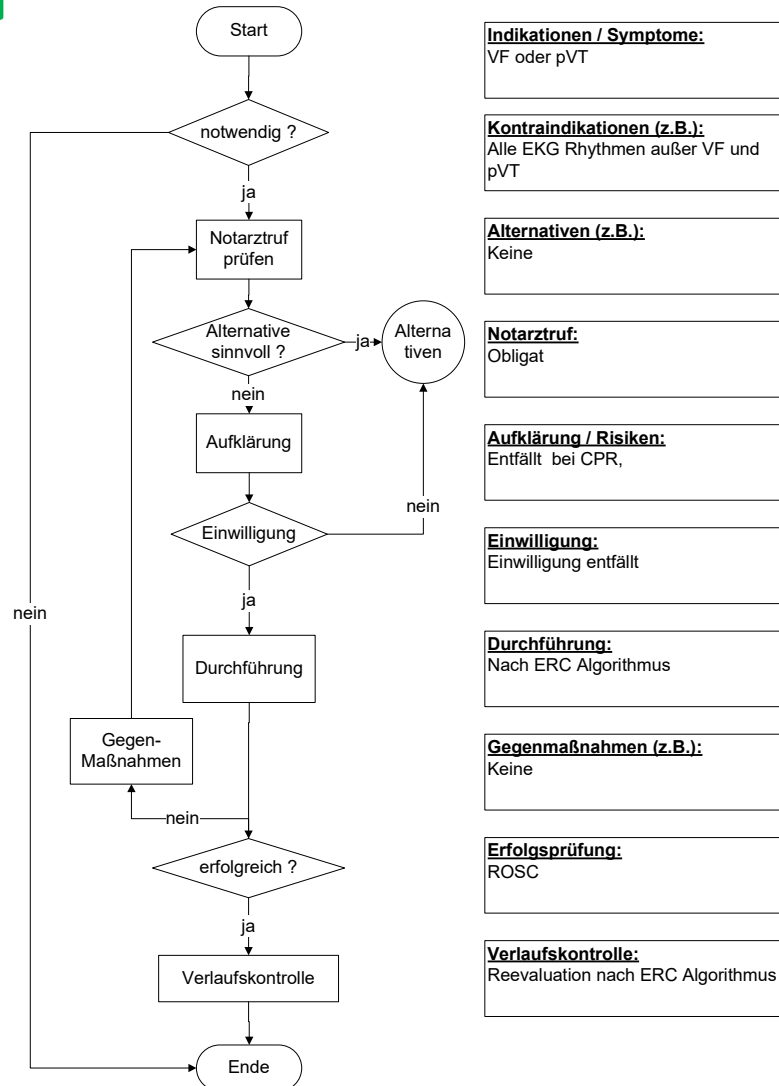 Start
notwendig ?
ja
Notarztruf
prüfen
Alternative
sinnvoll ?
ja
Alterna
tiven
nein
Aufklärung
nein
Einwilligung
ja
nein
Durchführung
Gegen-
Maßnahmen
nein
erfolgreich ?
ja
Verlaufskontrolle
Ende
Indikationen / Symptome:
VF oder pVT
Kontraindikationen (z.B.):
Alle EKG Rhythmen außer VF und
pVT
Alternativen (z.B.):
Keine
Notarztruf:
Obligat
Aufklärung / Risiken:
Entfällt bei CPR,
Einwilligung:
Einwilligung entfällt
Durchführung:
Nach ERC Algorithmus
Gegenmaßnahmen (z.B.):
Keine
Erfolgsprüfung:
ROSC
Verlaufskontrolle:
Reevaluation nach ERC Algorithmus